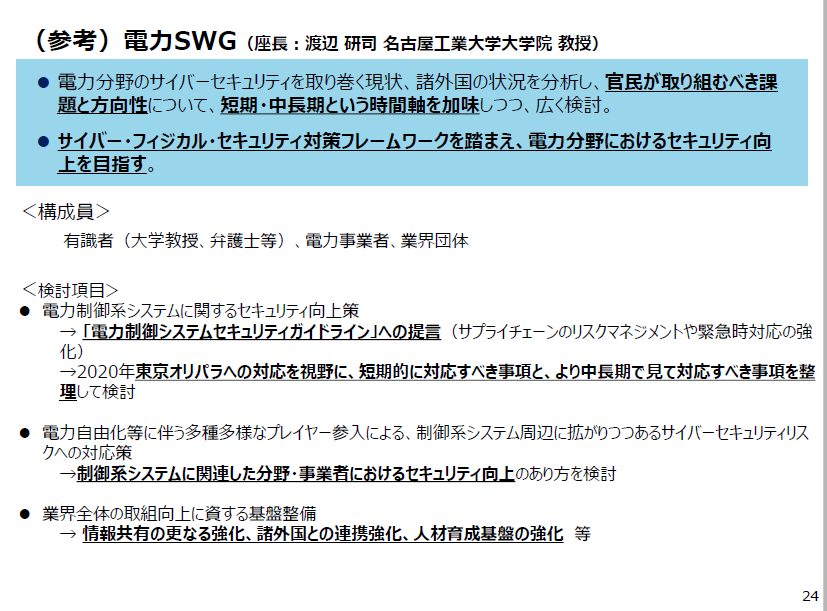 （参考）電力SWG（座長：渡辺 研司 名古屋工業大学大学院 教授）
● 電力分野のサイバーセキュリティを取り巻く現状、諸外国の状況を分析し、官民が取り組むべき課
題と方向性について、短期・中長期という時間軸を加味しつつ、広く検討。
● サイバー・フィジカル・セキュリティ対策フレームワークを踏まえ、電力分野におけるセキュリティ向
上を目指す。
＜構成員＞
有識者（大学教授、弁護士等）、電力事業者、業界団体
＜検討項目＞
● 電力制御系システムに関するセキュリティ向上策
→「電力制御システムセキュリティガイドライン」への提言（サプライチェーンのリスクマネジメントや緊急時対応の強
化）
→2020年東京オリパラへの対応を視野に、短期的に対応すべき事項と、より中長期で見て対応すべき事項を整
理して検討
● 電力自由化等に伴う多種多様なプレイヤー参入による、制御系システム周辺に拡がりつつあるサイバーセキュリティリス
クへの対応策
→制御系システムに関連した分野・事業者におけるセキュリティ向上のあり方を検討
● 業界全体の取組向上に資する基盤整備
→ 情報共有の更なる強化、諸外国との連携強化、人材育成基盤の強化 等
24